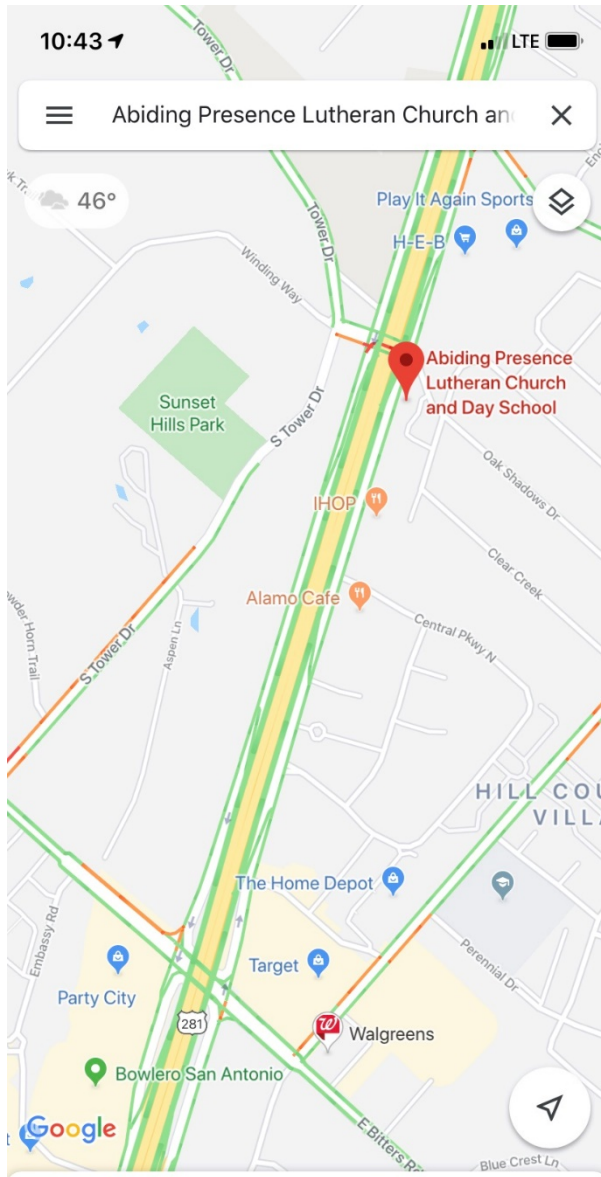 10:43
LTE
Tower Dr
Abiding Presence Lutheran Church an
46°
Play It Again Sports
H-E-B
Tower Dr
Winding Way
Abiding Presence
Lutheran Church
and Day School
Sunset
Hills Park
S Tower Dr
Oak Shadows Dr
IHOP
Clear Creek
Alamo Cafe
Central Pkwy N
wder Horn Trail
Aspen Ln
S Tower Dr
HILL COU
VILLA
The Home Depot
Embassy Rd
Perennial Dr
Target
Party City
281
Walgreens
Bowlero San Antonio
Google
E Bitters Rd
Blue Crest Ln